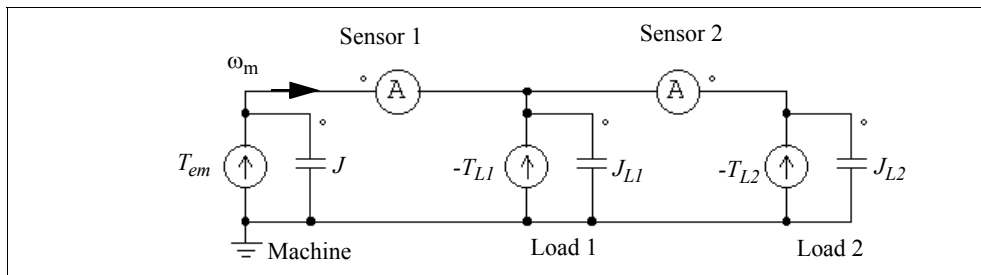 Sensor 1
Sensor 2
ωm
A
A
Tem
J
-TL1
JL1
-TL2
JL2
Machine
Load 1
Load 2